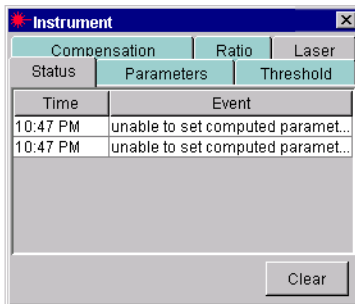 Instrument
Compensation Ratio Laser
Status Parameters Threshold
Time Event
10:47 PM unable to set computed paramet...
10:47 PM unable to set computed paramet...
Clear